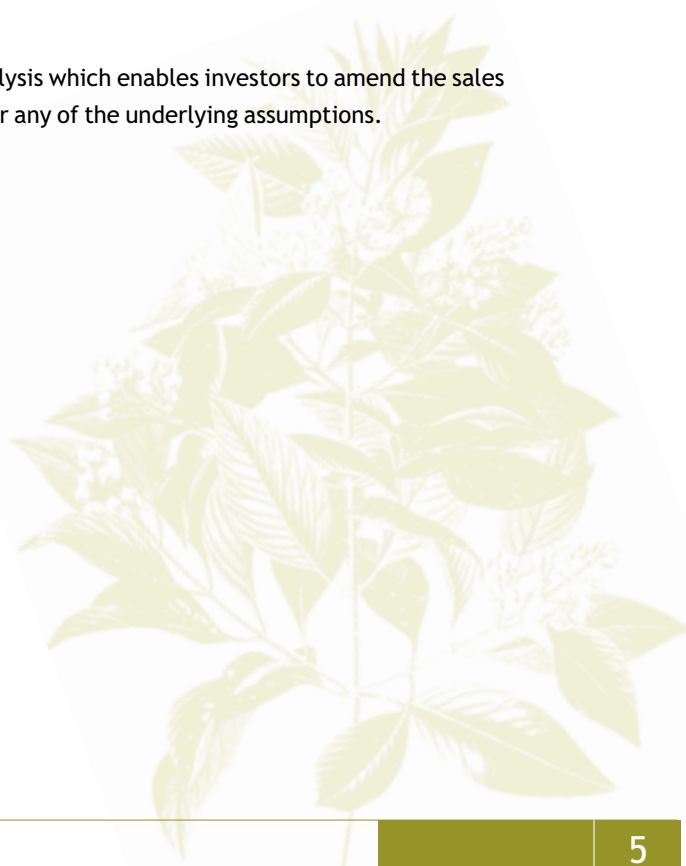 lysis which enables investors to amend the sales
r any of the underlying assumptions.
5